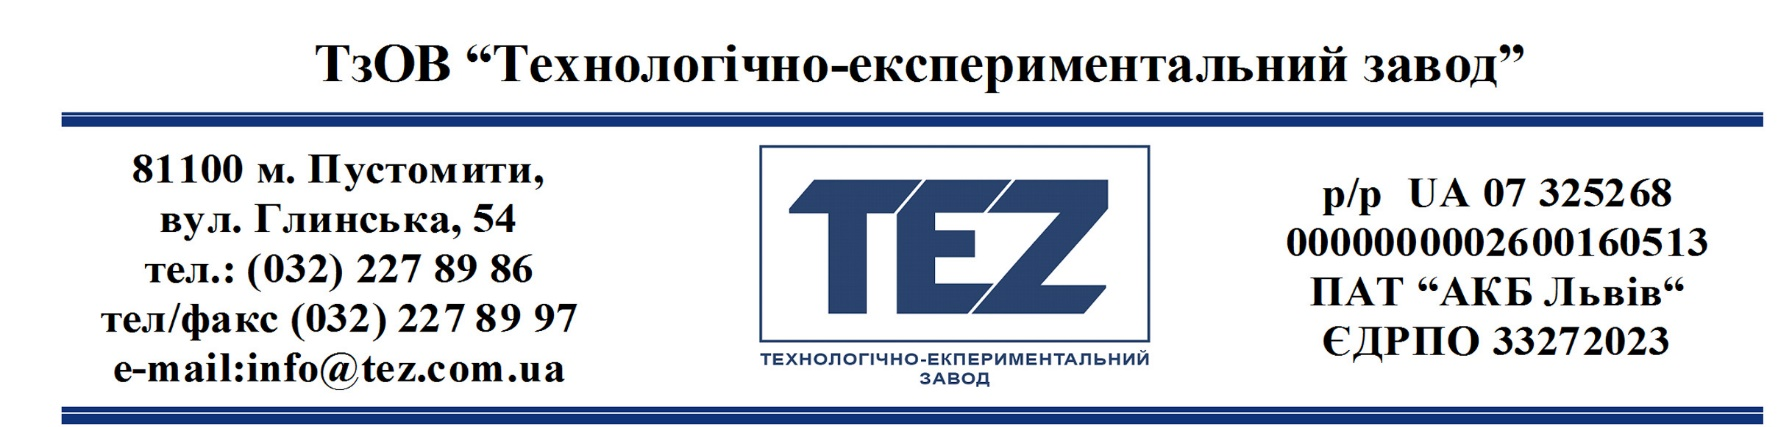 ТзОВ “Технологічно-експериментальний завод”
81100 м. Пустомити,
вул. Глинська, 54
тел.: (032) 227 89 86
тел/факс (032) 227 89 97
e-mail:info@tez.com.ua
TEZ
ТЕХНОЛОГІЧНО-ЕКПЕРИМЕНТАЛЬНИЙ
ЗАВОД
р/р UA 07 325268
0000000002600160513
ПАТ “АКБ Львів“
ЄДРПО 33272023